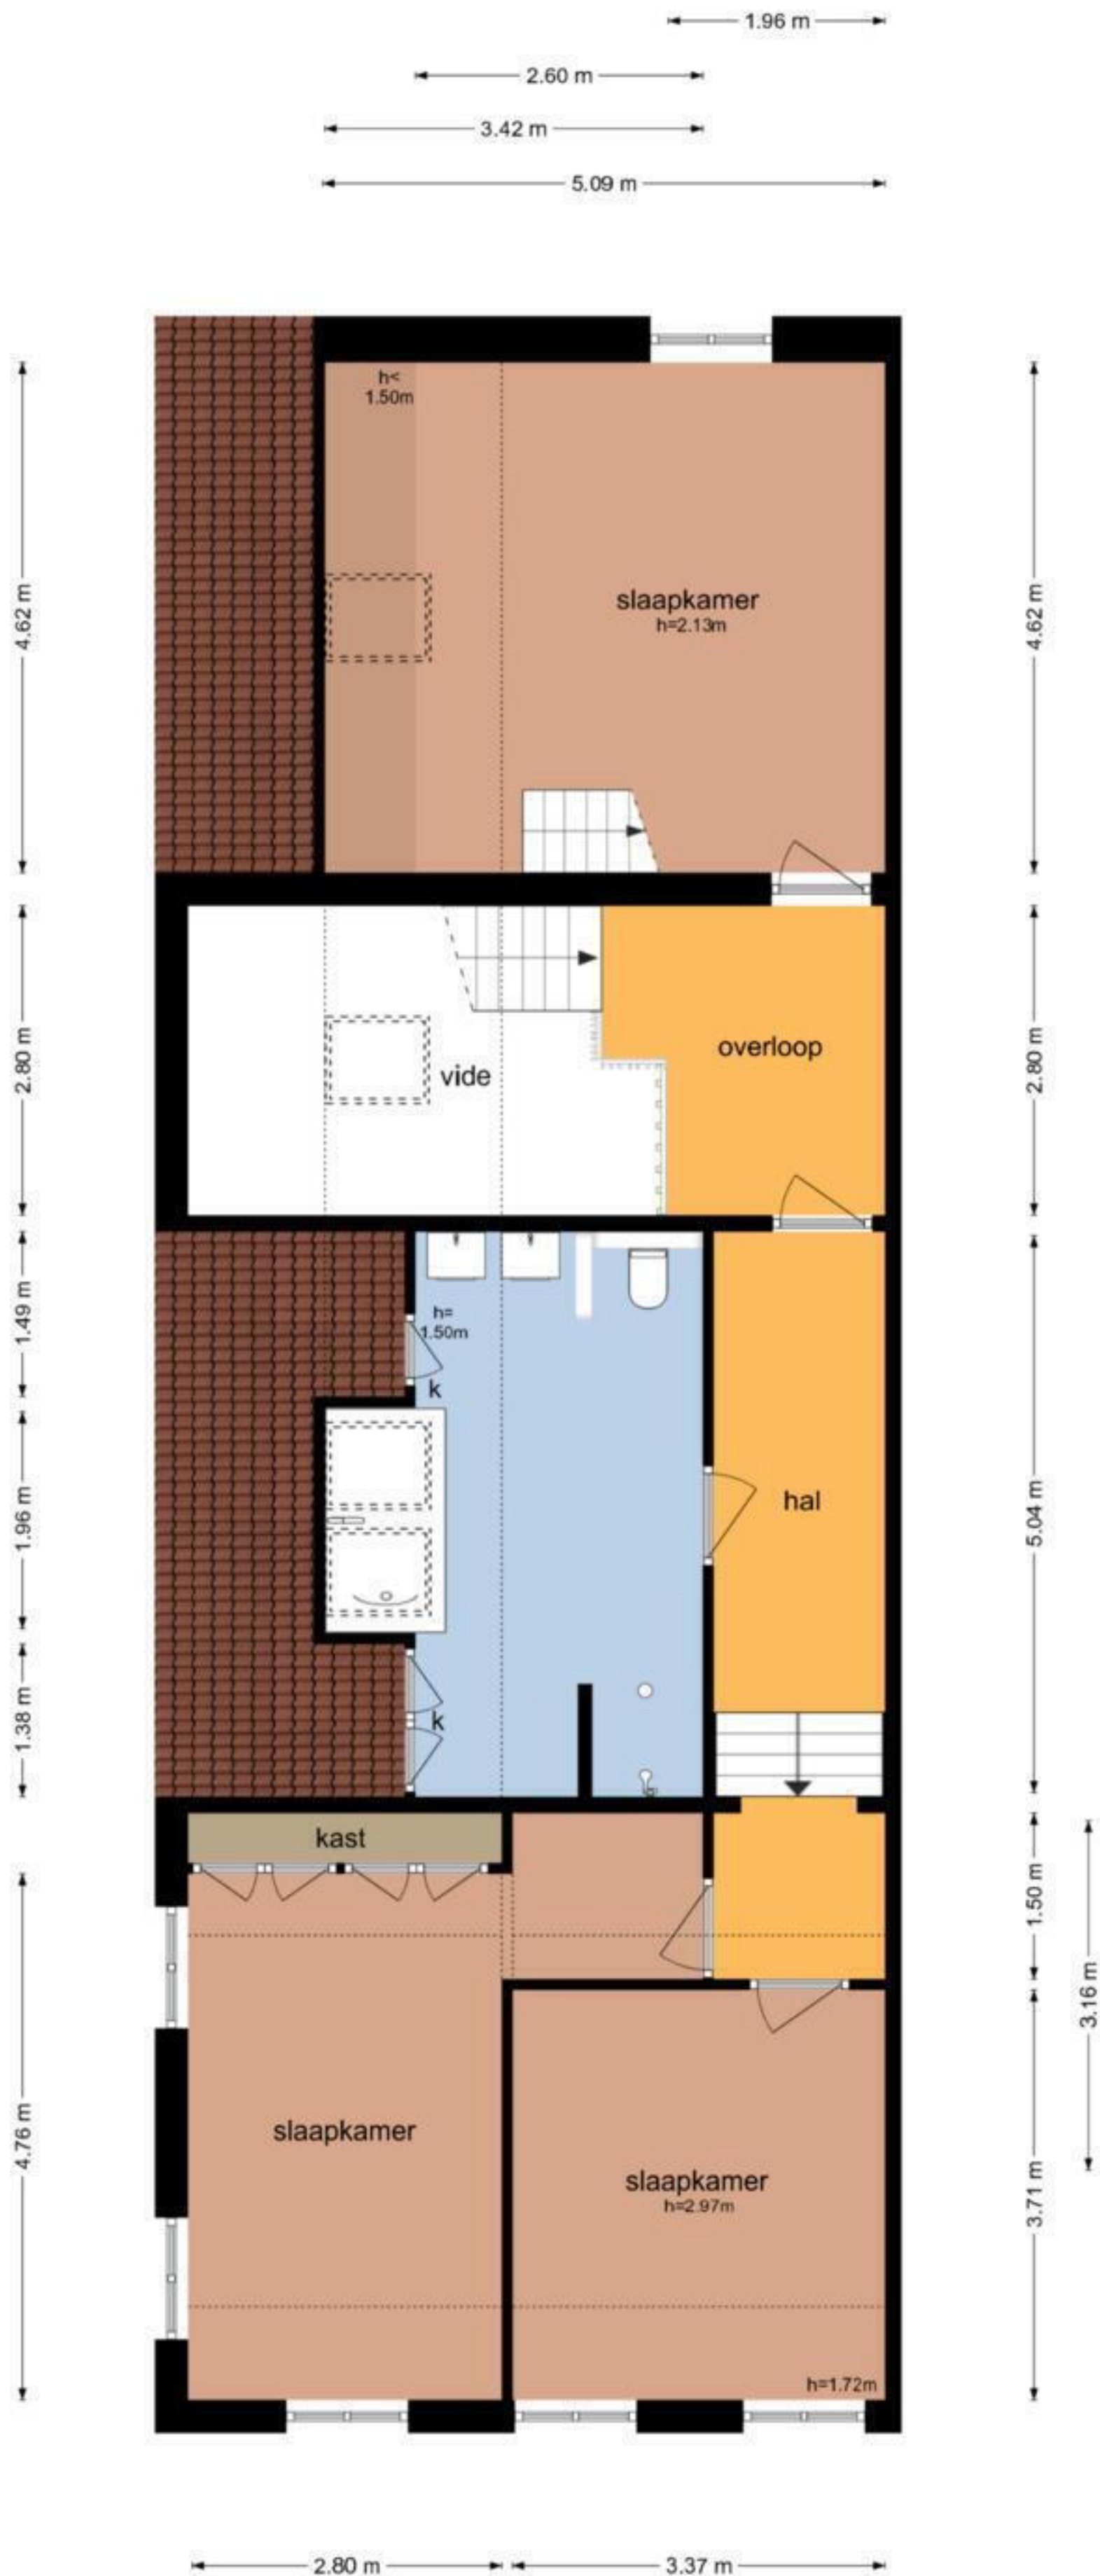 1.96 m
2.60 m
3.42 m
5.09 m
h<
1.50m
slaapkamer
h=2.13m
4.62 m
4.62 m
overloop
vide
2.80 m
2.80 m
h=
1.50m
k
1.49 m
hal
1.96 m
5.04 m
k
1.38 m
kast
1.50 m
3.16 m
slaapkamer
4.76 m
slaapkamer
h=2.97m
3.71 m
h=1.72m
2.80 m
3.37 m